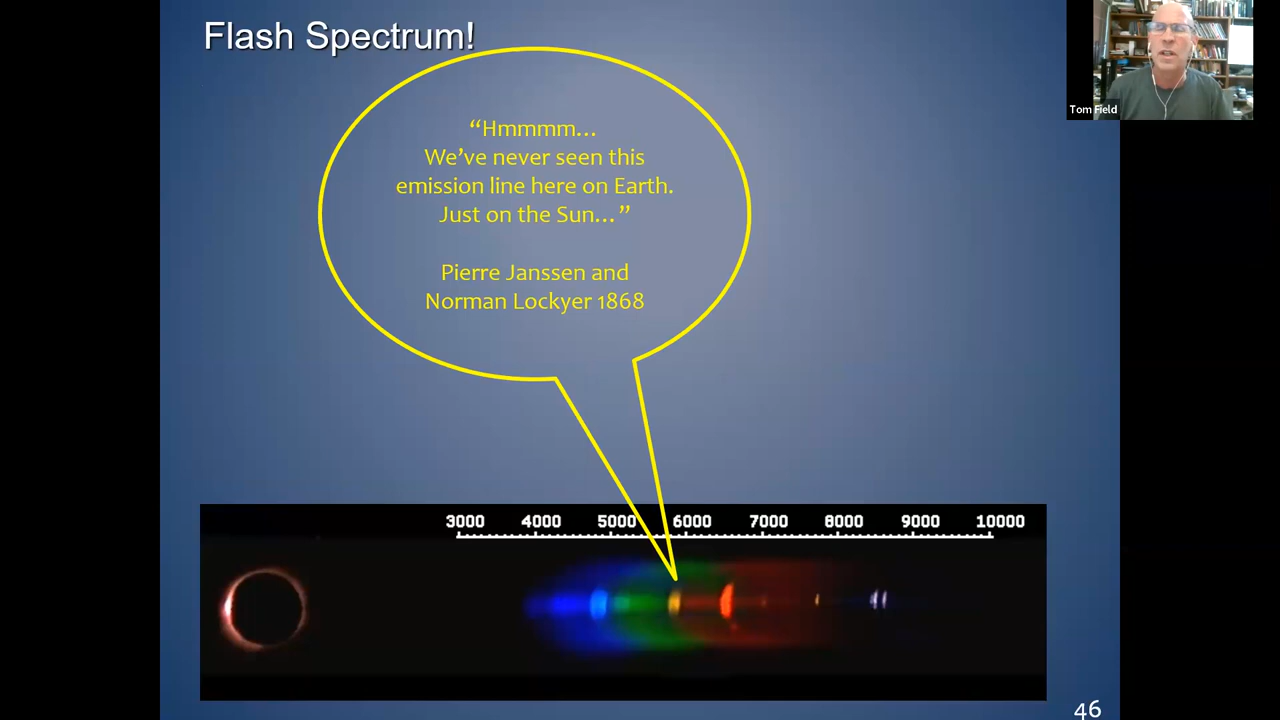 Flash Spectrum!
Tom Field
“Hmmmm…
We’ve never seen this
emission line here on Earth.
Just on the Sun…”
Pierre Janssen and
Norman Lockyer 1868
3000 4000 5000 6000 7000 8000 9000 10000
46